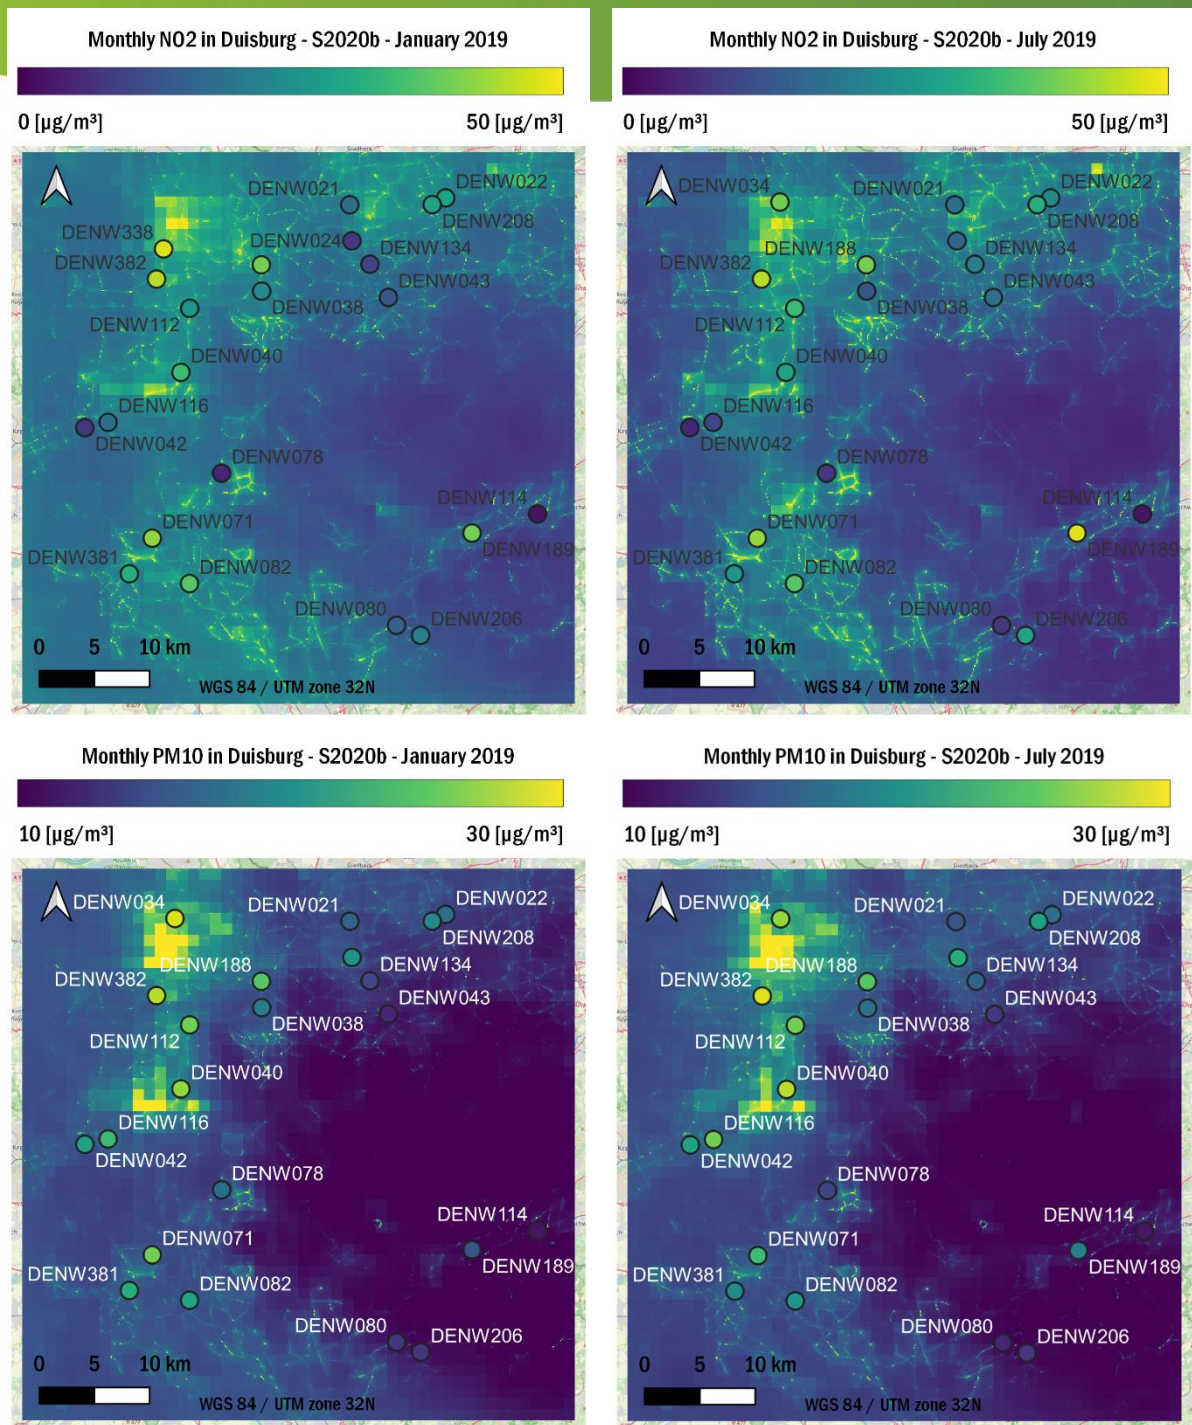 Monthly NO2 in Duisburg - S2020b - January 2019
0 [µg/m³]
50 [µg/m³]
DENW021
DENW022
DENW208
DENW338
DENW024
DENW134
DENW382
DENW043
DENW038
DENW112
DENW040
DENW116
DENW042
DENW078
DENW114
DENW071
DENW189
DENW381
DENW082
DENW080
DENW206
0 5 10 km
WGS 84 / UTM zone 32N
Monthly NO2 in Duisburg - S2020b - July 2019
0 [µg/m³]
50 [µg/m³]
DENW034
DENW021
DENW022
DENW208
DENW188
DENW134
DENW382
DENW043
DENW038
DENW112
DENW040
DENW116
DENW042
DENW078
DENW114
DENW071
DENW189
DENW381
DENW082
DENW080
DENW206
0 5 10 km
WGS 84 / UTM zone 32N
Monthly PM10 in Duisburg - S2020b - January 2019
10 [µg/m³]
30 [µg/m³]
DENW034
DENW021
DENW022
DENW208
DENW188
DENW134
DENW382
DENW043
DENW038
DENW112
DENW040
DENW116
DENW042
DENW078
DENW114
DENW071
DENW189
DENW381
DENW082
DENW080
DENW206
0 5 10 km
WGS 84 / UTM zone 32N
Monthly PM10 in Duisburg - S2020b - July 2019
10 [µg/m³]
30 [µg/m³]
DENW034
DENW021
DENW022
DENW208
DENW188
DENW134
DENW382
DENW043
DENW038
DENW112
DENW040
DENW116
DENW042
DENW078
DENW114
DENW071
DENW189
DENW381
DENW082
DENW080
DENW206
0 5 10 km
WGS 84 / UTM zone 32N